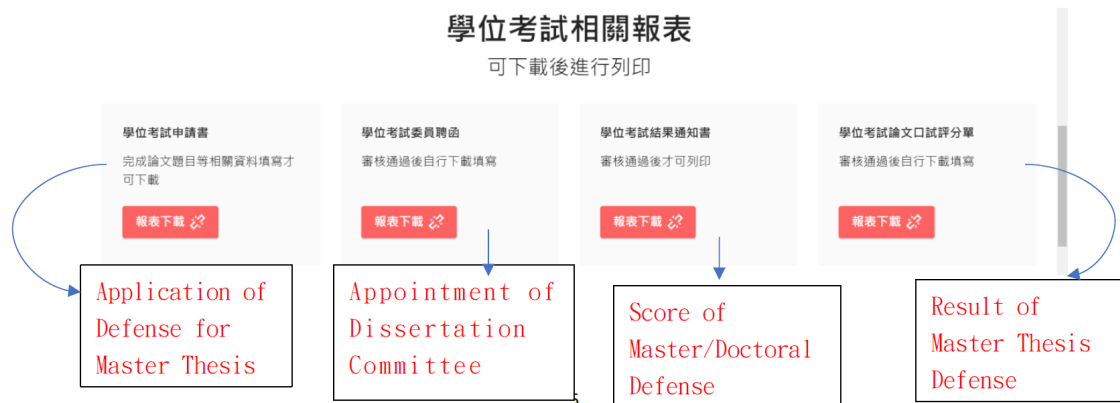 學位考試相關報表
可下載後進行列印
學位考試申請書
完成論文題目等相關資料填寫才
可下載
報表下載
學位考試委員聘函
審核通過後自行下載填寫
報表下載
學位考試結果通知書
審核通過後才可列印
報表下載
學位考試論文口試評分單
審核通過後自行下載填寫
報表下載
Application of
Defense for
Master Thesis
Appointment of
Dissertation
Committee
Score of
Master/Doctoral
Defense
Result of
Master Thesis
Defense